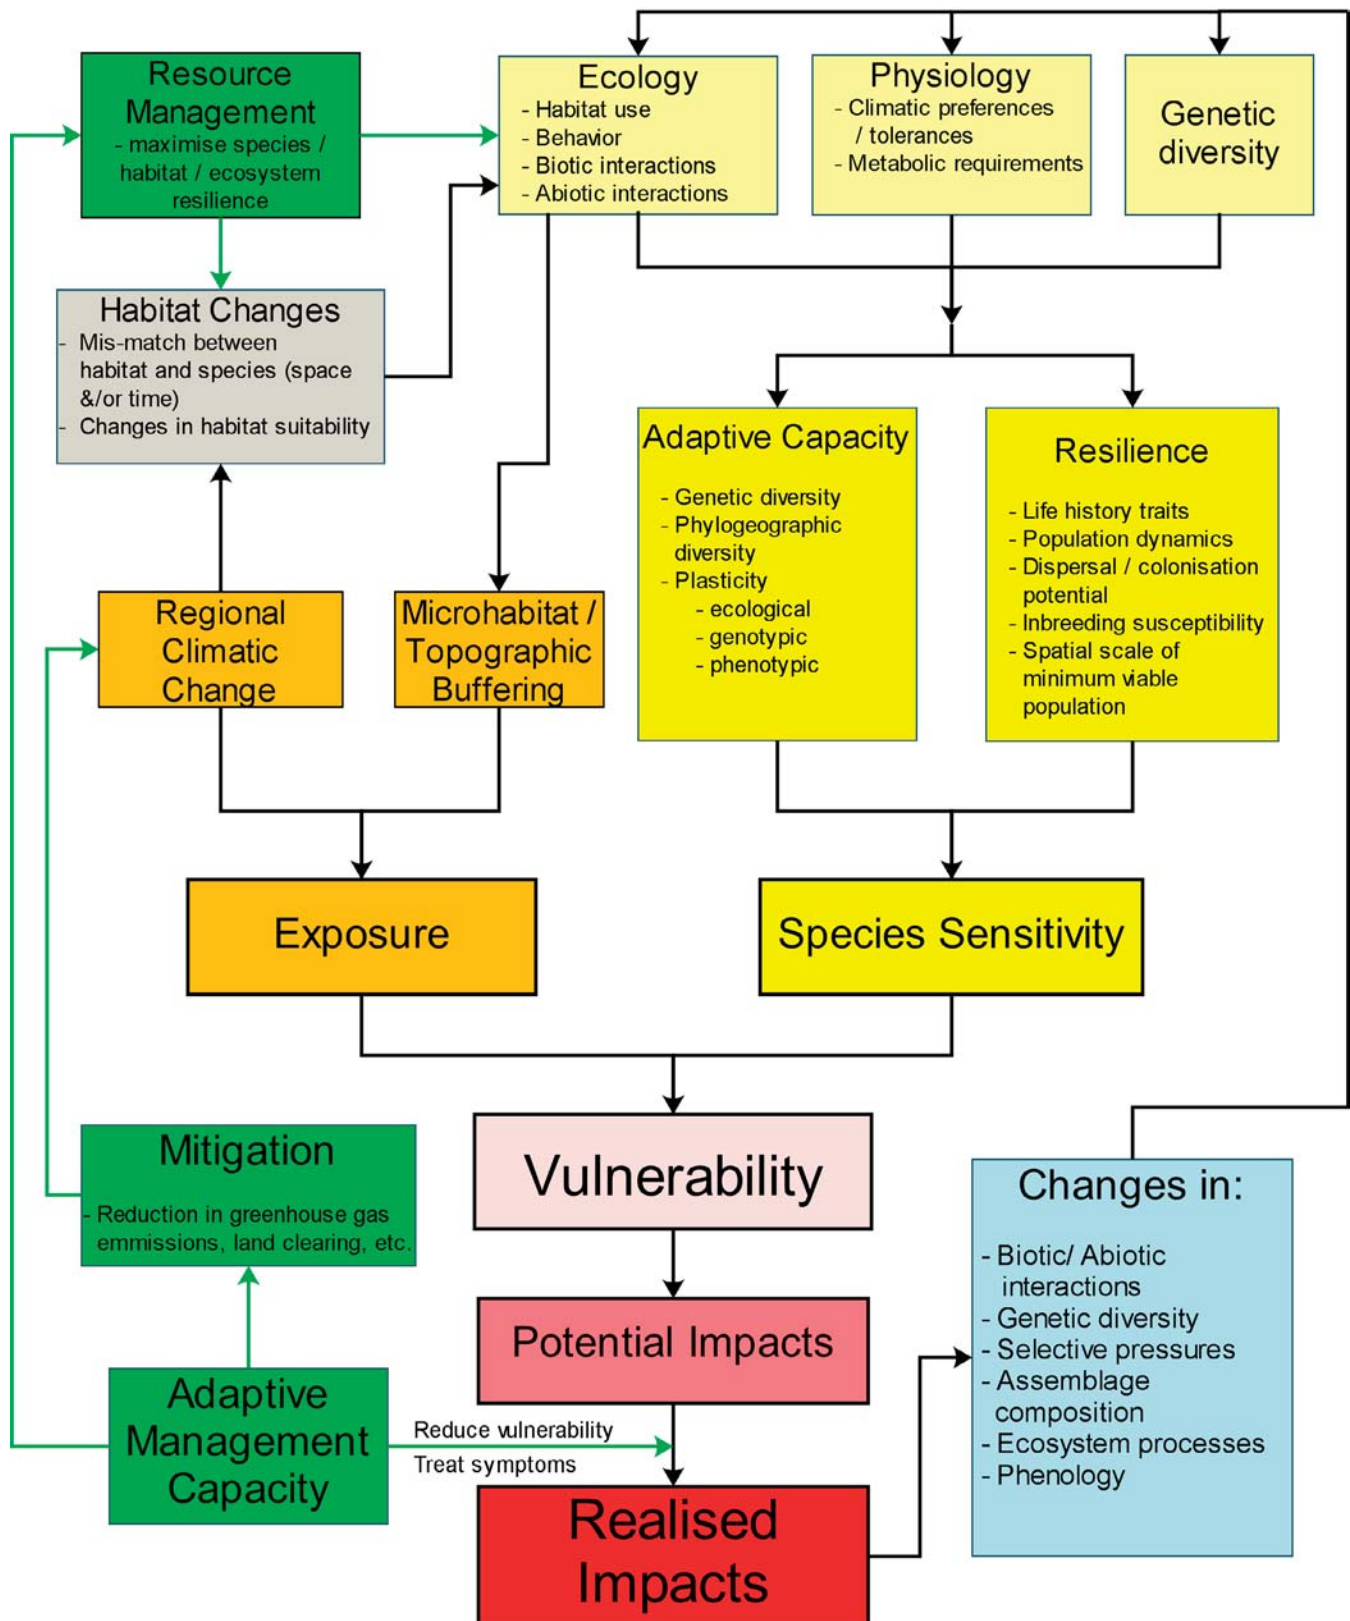 Resource
Management
- maximise species /
habitat / ecosystem
resilience
Ecology
- Habitat use
- Behavior
- Biotic interactions
- Abiotic interactions
Physiology
- Climatic preferences
/ tolerances
- Metabolic requirements
Genetic
diversity
Habitat Changes
- Mis-match between
habitat and species (space
&/or time)
- Changes in habitat suitability
Adaptive Capacity
- Genetic diversity
- Phylogeographic
diversity
- Plasticity
- ecological
- genotypic
- phenotypic
Resilience
- Life history traits
- Population dynamics
- Dispersal / colonisation
potential
- Inbreeding susceptibility
- Spatial scale of
minimum viable
population
Regional
Climatic
Change
Microhabitat /
Topographic
Buffering
Exposure
Species Sensitivity
Vulnerability
Mitigation
- Reduction in greenhouse gas
emmissions, land clearing, etc.
Changes in:
- Biotic/ Abiotic
interactions
- Genetic diversity
- Selective pressures
- Assemblage
composition
- Ecosystem processes
- Phenology
Potential Impacts
Adaptive
Management
Capacity
Reduce vulnerability
Treat symptoms
Realised
Impacts